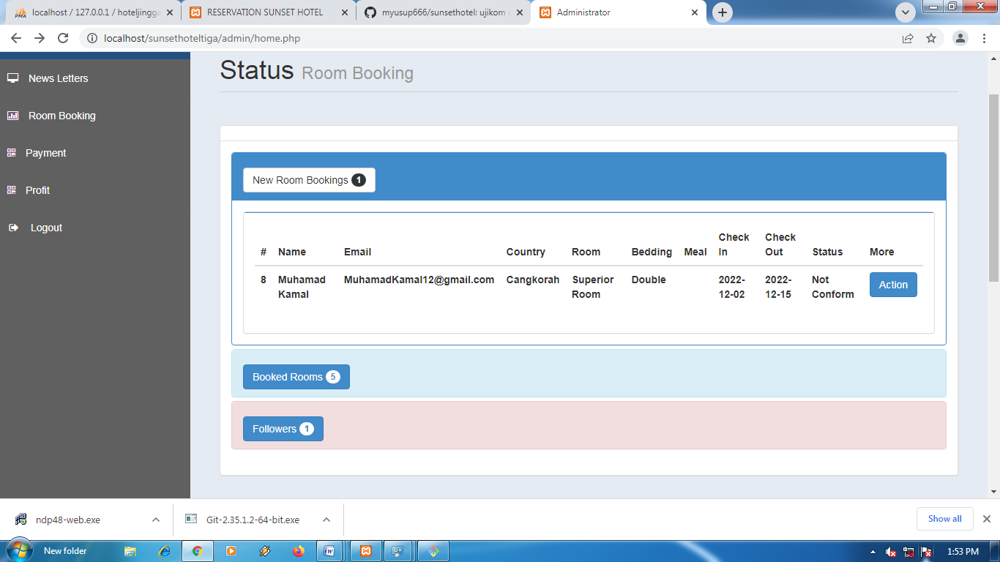 localhost / 127.0.0.1 / hoteljingga
RESERVATION SUNSET HOTEL
myusup666/sunsethotel: ujikom
Administrator
localhost/sunsethoteltiga/admin/home.php
News Letters
Room Booking
Payment
Profit
Logout
Status Room Booking
New Room Bookings 1
# Name Email Country Room Bedding Meal Check In Check Out Status More
8 Muhamad Kamal MuhamadKamal12@gmail.com Cangkorah Superior Room Double 2022-12-02 2022-12-15 Not Conform Action
Booked Rooms 5
Followers 1
ndp48-web.exe
Git-2.35.1.2-64-bit.exe
Show all
New folder
1:53 PM